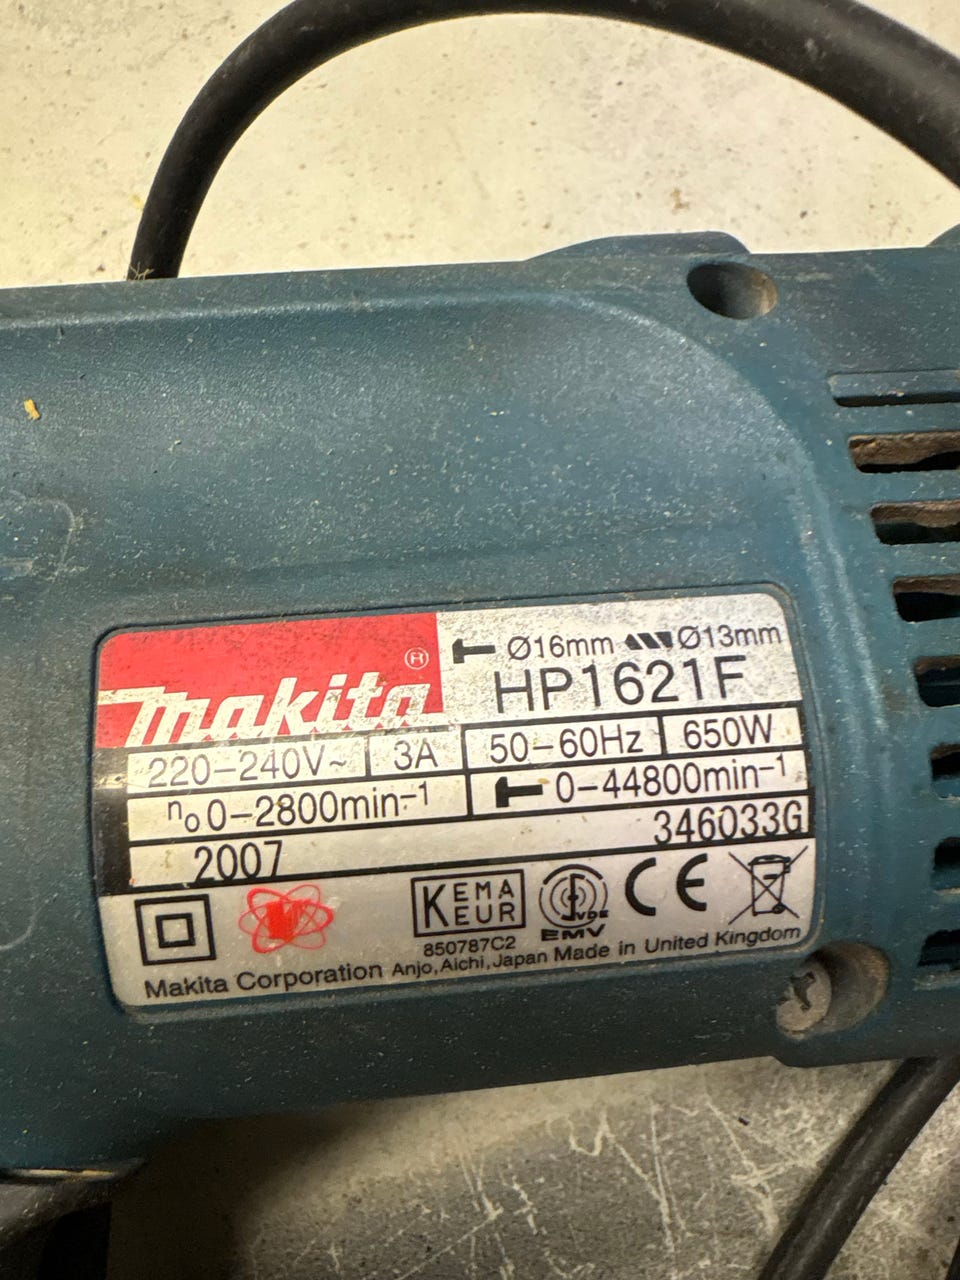 makita ®
Ø16mm Ø13mm
HP1621F
220-240V~ 3A 50-60Hz 650W
n₀ 0-2800min⁻¹ 0-44800min⁻¹
2007 346033G
KEMA
KEUR
VDE
EMV
CE
850787C2
Makita Corporation Anjo, Aichi, Japan Made in United Kingdom